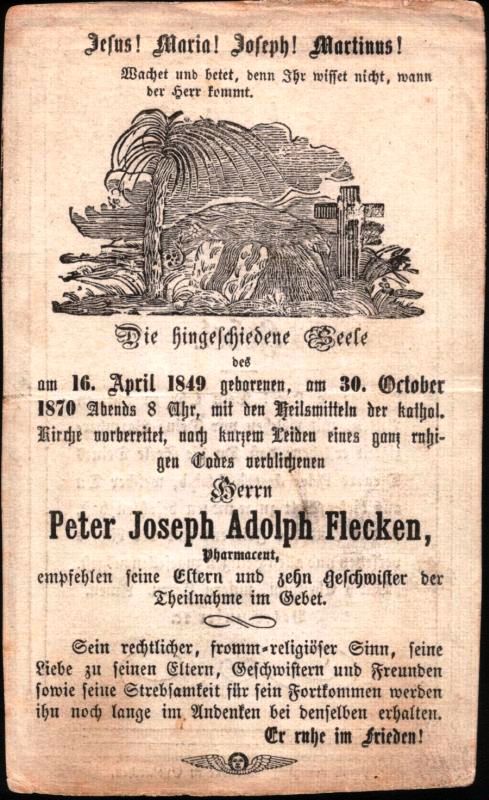 Jesus! Maria! Joseph! Martinus!
Wachet und betet, denn Ihr wisset nicht, wann
der Herr kommt.
Die hingeschiedene Seele
des
am 16. April 1849 geborenen, am 30. October
1870 Abends 8 Uhr, mit den Heilsmitteln der kathol.
Kirche vorbereitet, nach kurzem Leiden eines ganz ruhi-
gen Todes verblichenen
Herrn
Peter Joseph Adolph Flecken,
Pharmaceut,
empfehlen seine Eltern und zehn Geschwister der
Theilnahme im Gebet.
Sein rechtlicher, fromm-religiöser Sinn, seine
Liebe zu seinen Eltern, Geschwistern und Freunden
sowie seine Strebsamkeit für sein Fortkommen werden
ihn noch lange im Andenken bei denselben erhalten.
Er ruhe im Frieden!